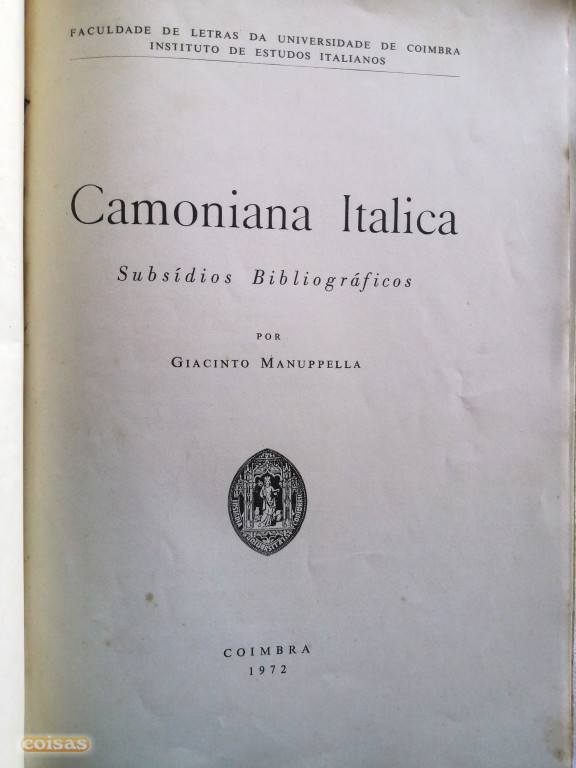 FACULDADE DE LETRAS DA UNIVERSIDADE DE COIMBRA
INSTITUTO DE ESTUDOS ITALIANOS
Camoniana Italica
Subsídios Bibliográficos
POR
GIACINTO MANUPPELLA
COIMBRA
1972
coisas